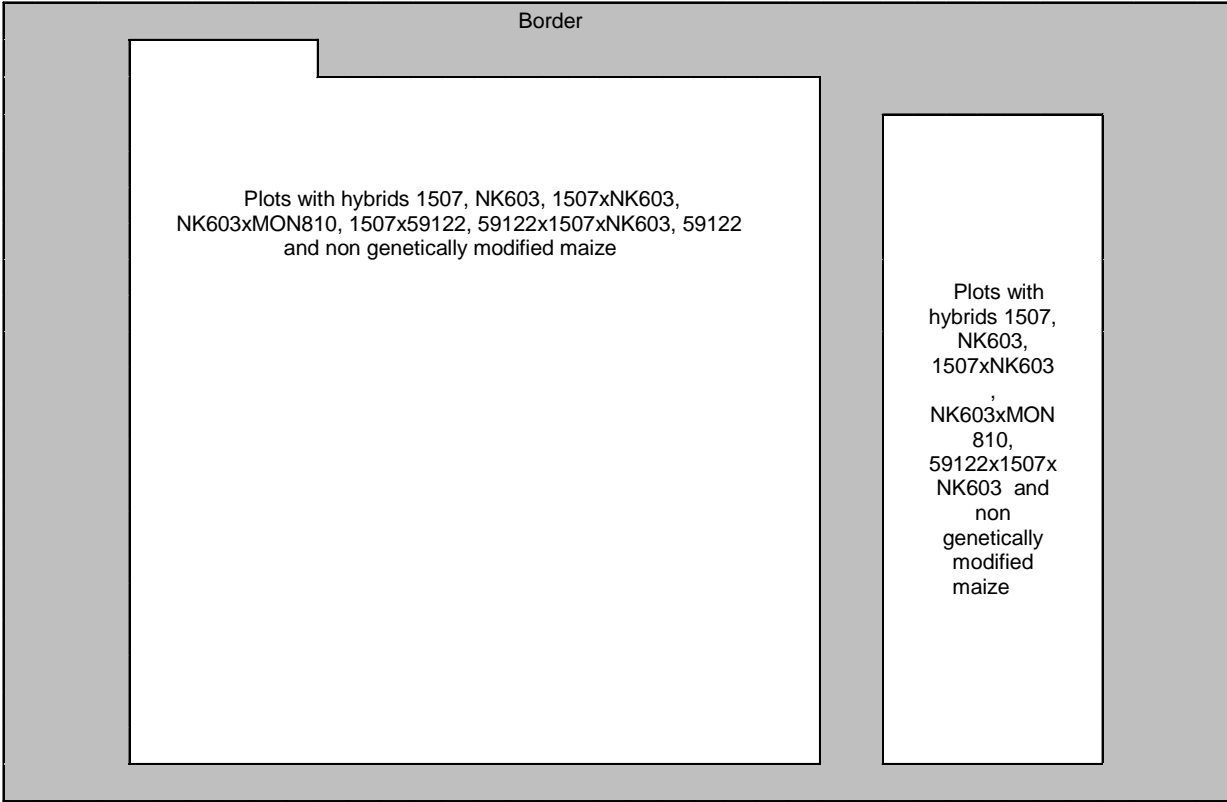 Border
Plots with hybrids 1507, NK603, 1507xNK603,
NK603xMON810, 1507x59122, 59122x1507xNK603, 59122
and non genetically modified maize
Plots with
hybrids 1507,
NK603,
1507xNK603
,
NK603xMON
810,
59122x1507x
NK603 and
non
genetically
modified
maize